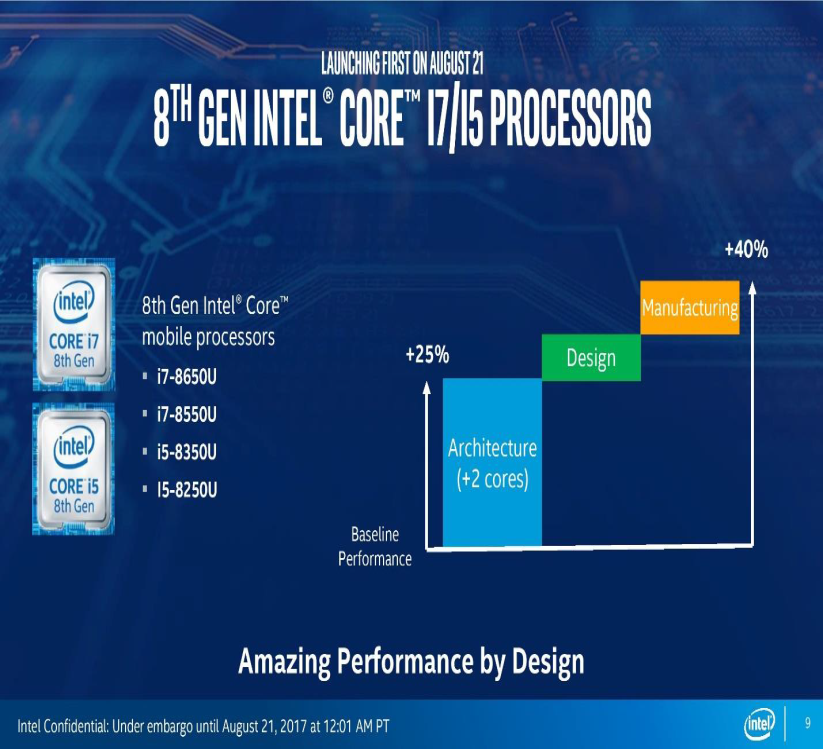 LAUNCHING FIRST ON AUGUST 21
8TH GEN INTEL® CORE™ I7/I5 PROCESSORS
intel
CORE i7
8th Gen
intel
CORE i5
8th Gen
8th Gen Intel® Core™
mobile processors
▪ i7-8650U
▪ i7-8550U
▪ i5-8350U
▪ I5-8250U
+25%
+40%
Manufacturing
Design
Architecture
(+2 cores)
Baseline
Performance
Amazing Performance by Design
Intel Confidential: Under embargo until August 21, 2017 at 12:01 AM PT
intel
9